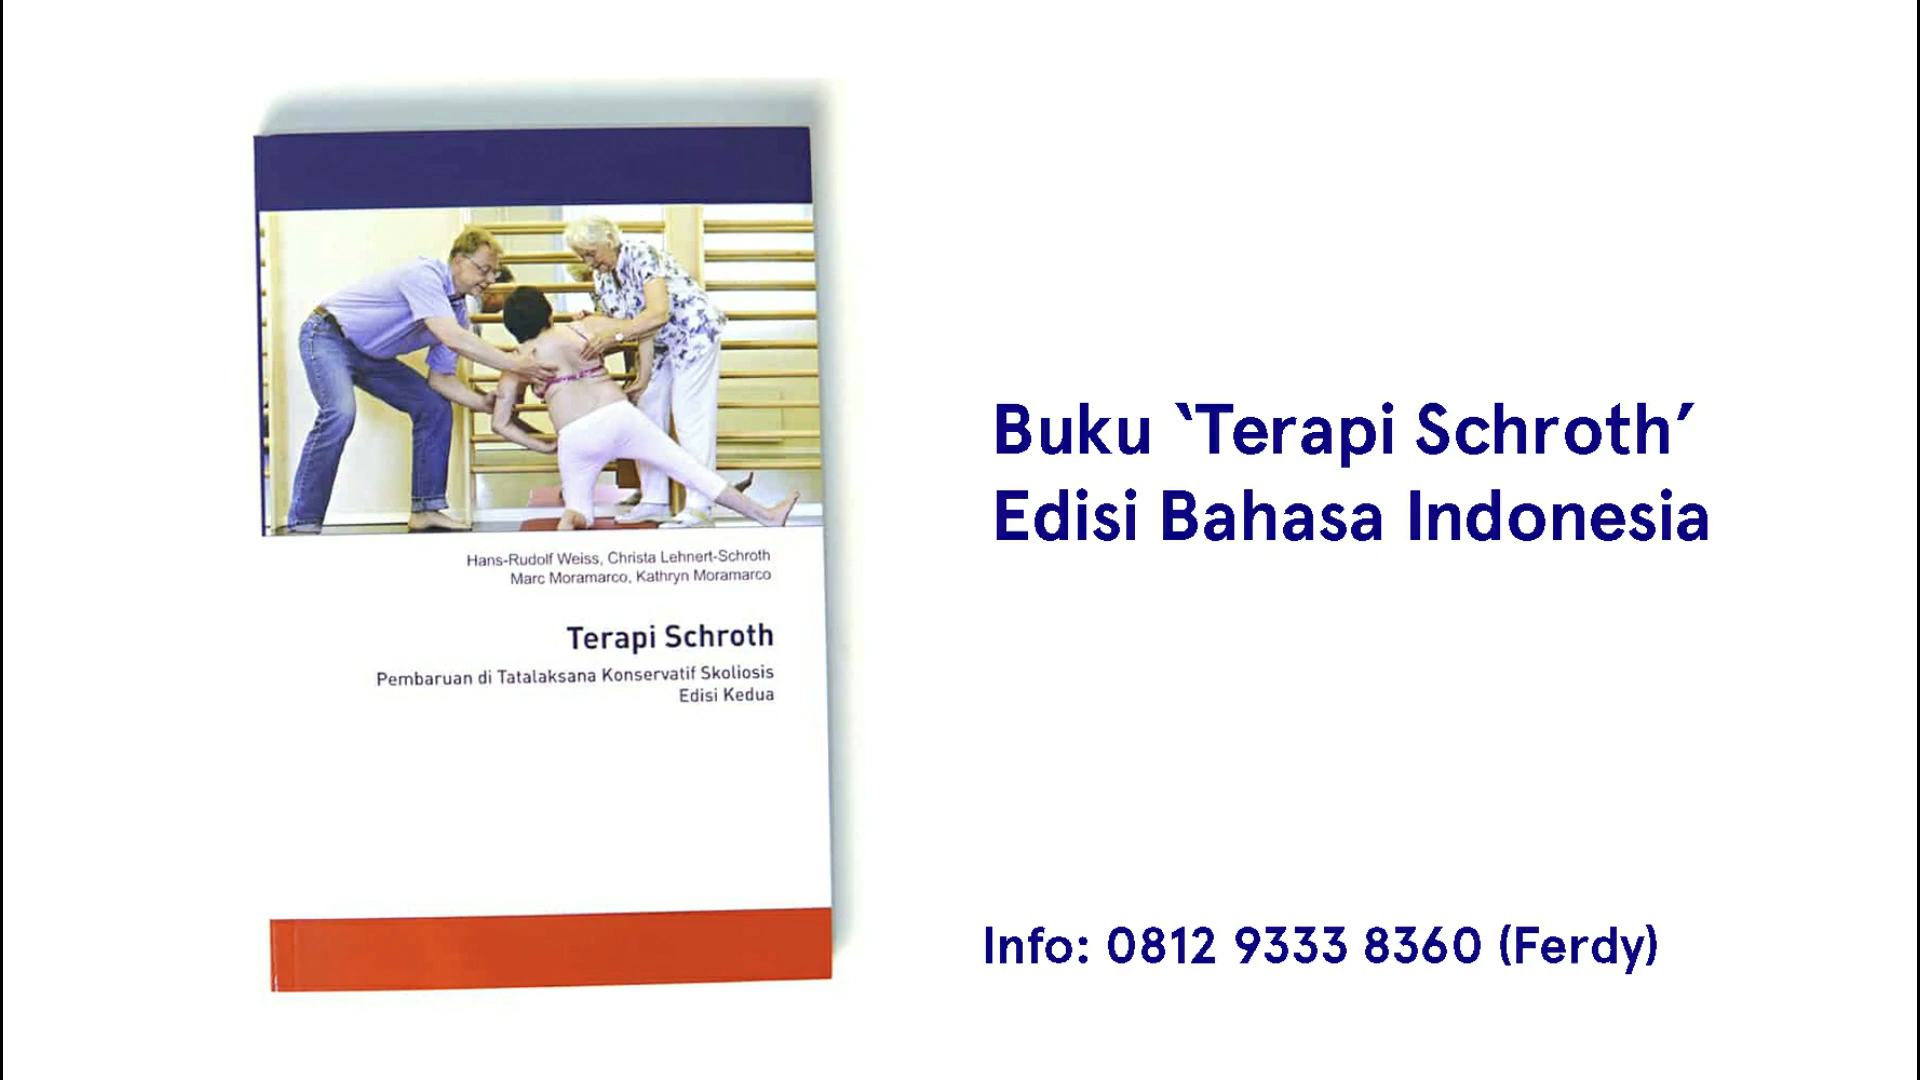 Hans-Rudolf Weiss, Christa Lehnert-Schroth
Marc Moramarco, Kathryn Moramarco
Terapi Schroth
Pembaruan di Tatalaksana Konservatif Skoliosis
Edisi Kedua
Buku ‘Terapi Schroth’
Edisi Bahasa Indonesia
Info: 0812 9333 8360 (Ferdy)